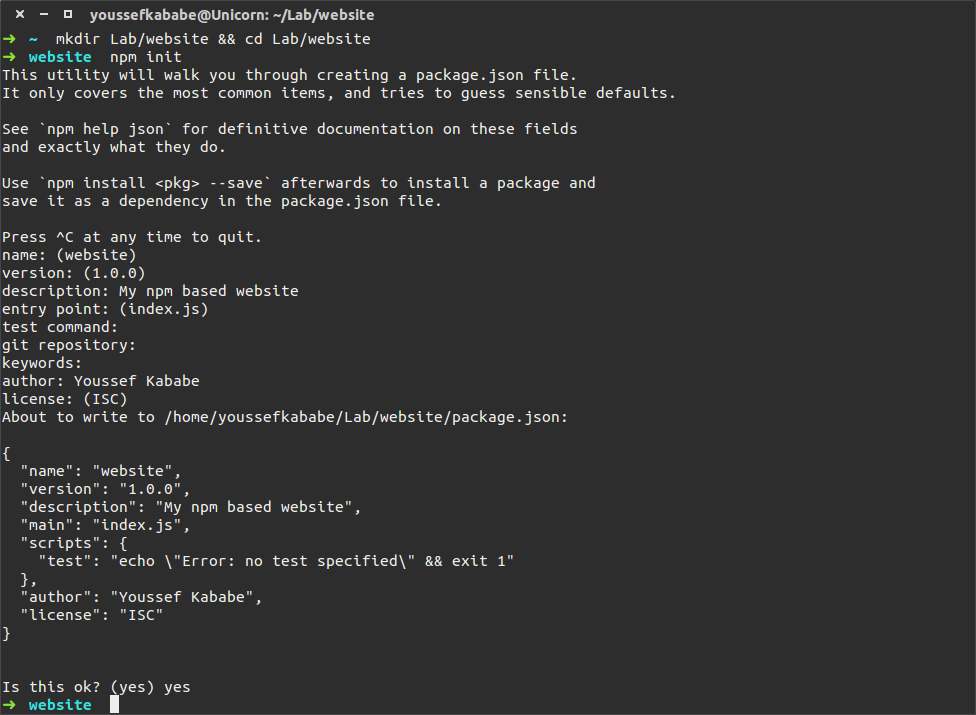 youssefkababe@Unicorn: ~/Lab/website
➜  ~  mkdir Lab/website && cd Lab/website
➜  website  npm init
This utility will walk you through creating a package.json file.
It only covers the most common items, and tries to guess sensible defaults.

See `npm help json` for definitive documentation on these fields
and exactly what they do.

Use `npm install <pkg> --save` afterwards to install a package and
save it as a dependency in the package.json file.

Press ^C at any time to quit.
name: (website)
version: (1.0.0)
description: My npm based website
entry point: (index.js)
test command:
git repository:
keywords:
author: Youssef Kababe
license: (ISC)
About to write to /home/youssefkababe/Lab/website/package.json:

{
  "name": "website",
  "version": "1.0.0",
  "description": "My npm based website",
  "main": "index.js",
  "scripts": {
    "test": "echo \"Error: no test specified\" && exit 1"
  },
  "author": "Youssef Kababe",
  "license": "ISC"
}


Is this ok? (yes) yes
➜  website